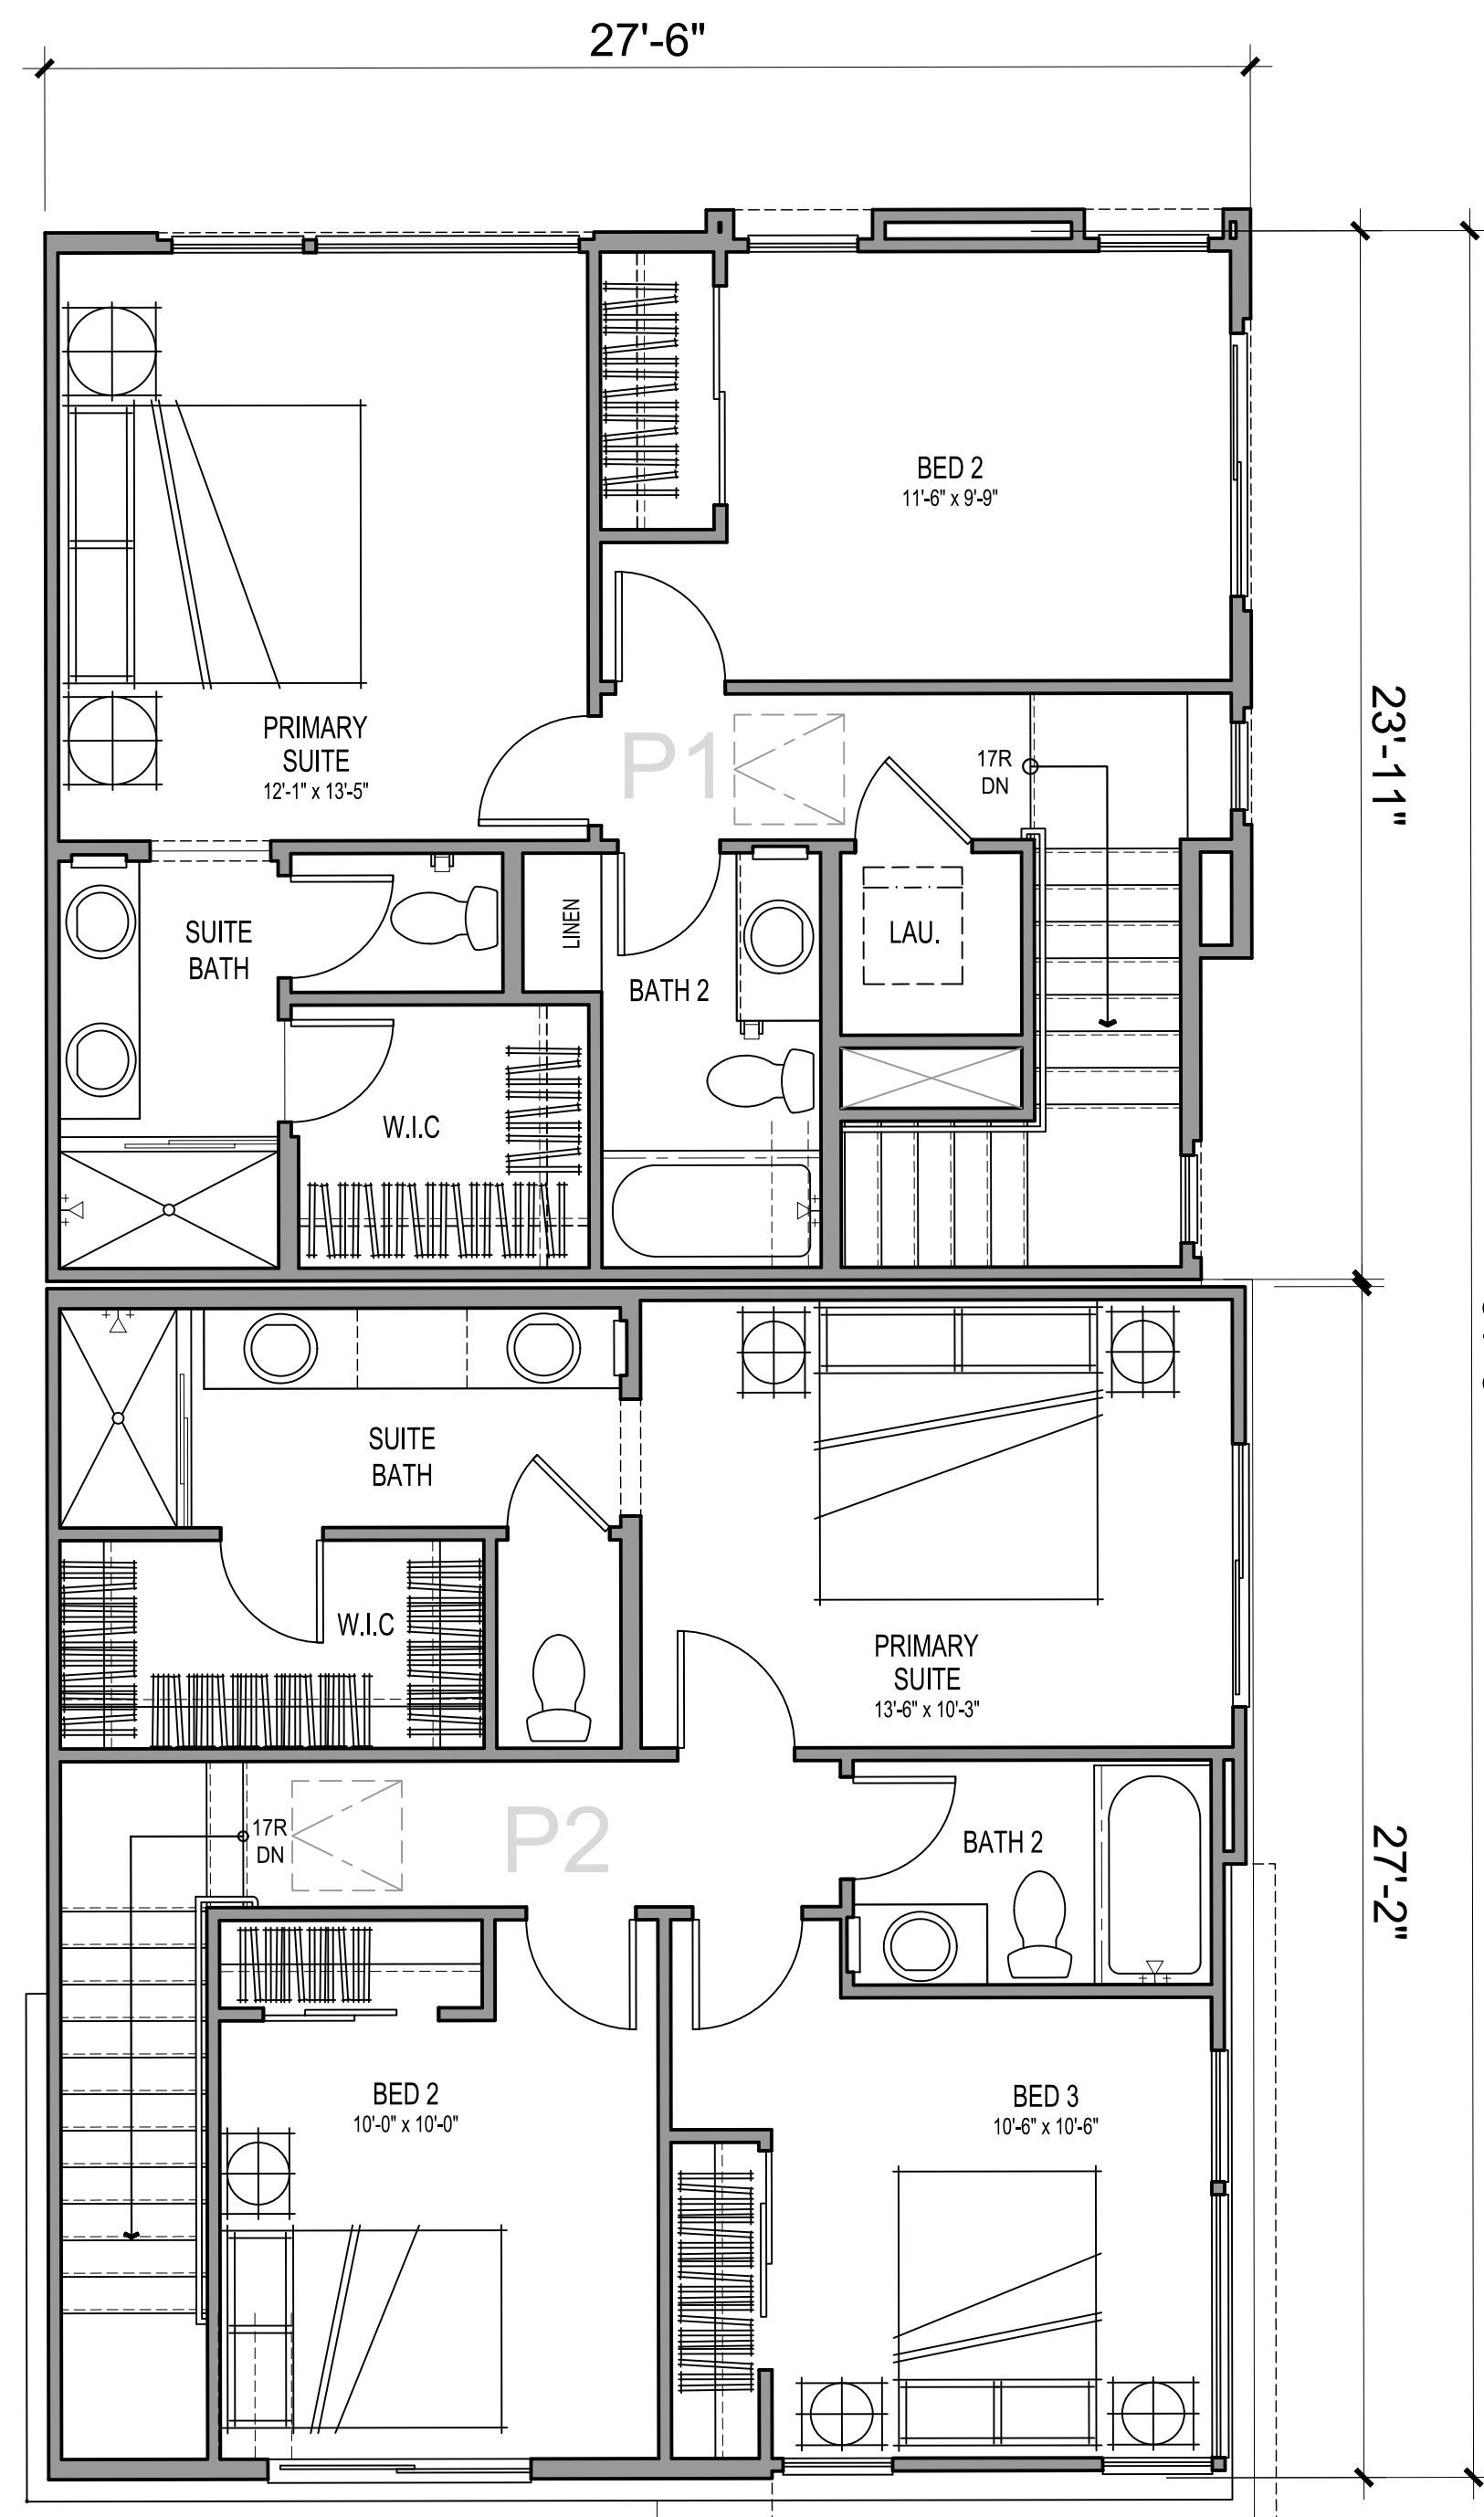 27'-6"
BED 2
11'-6" x 9'-9"
23'-11"
PRIMARY
SUITE
12'-1" x 13'-5"
P1
17R
DN
SUITE
BATH
LINEN
BATH 2
LAU.
W.I.C
SUITE
BATH
W.I.C
PRIMARY
SUITE
13'-6" x 10'-3"
17R
DN
P2
BATH 2
27'-2"
BED 2
10'-0" x 10'-0"
BED 3
10'-6" x 10'-6"